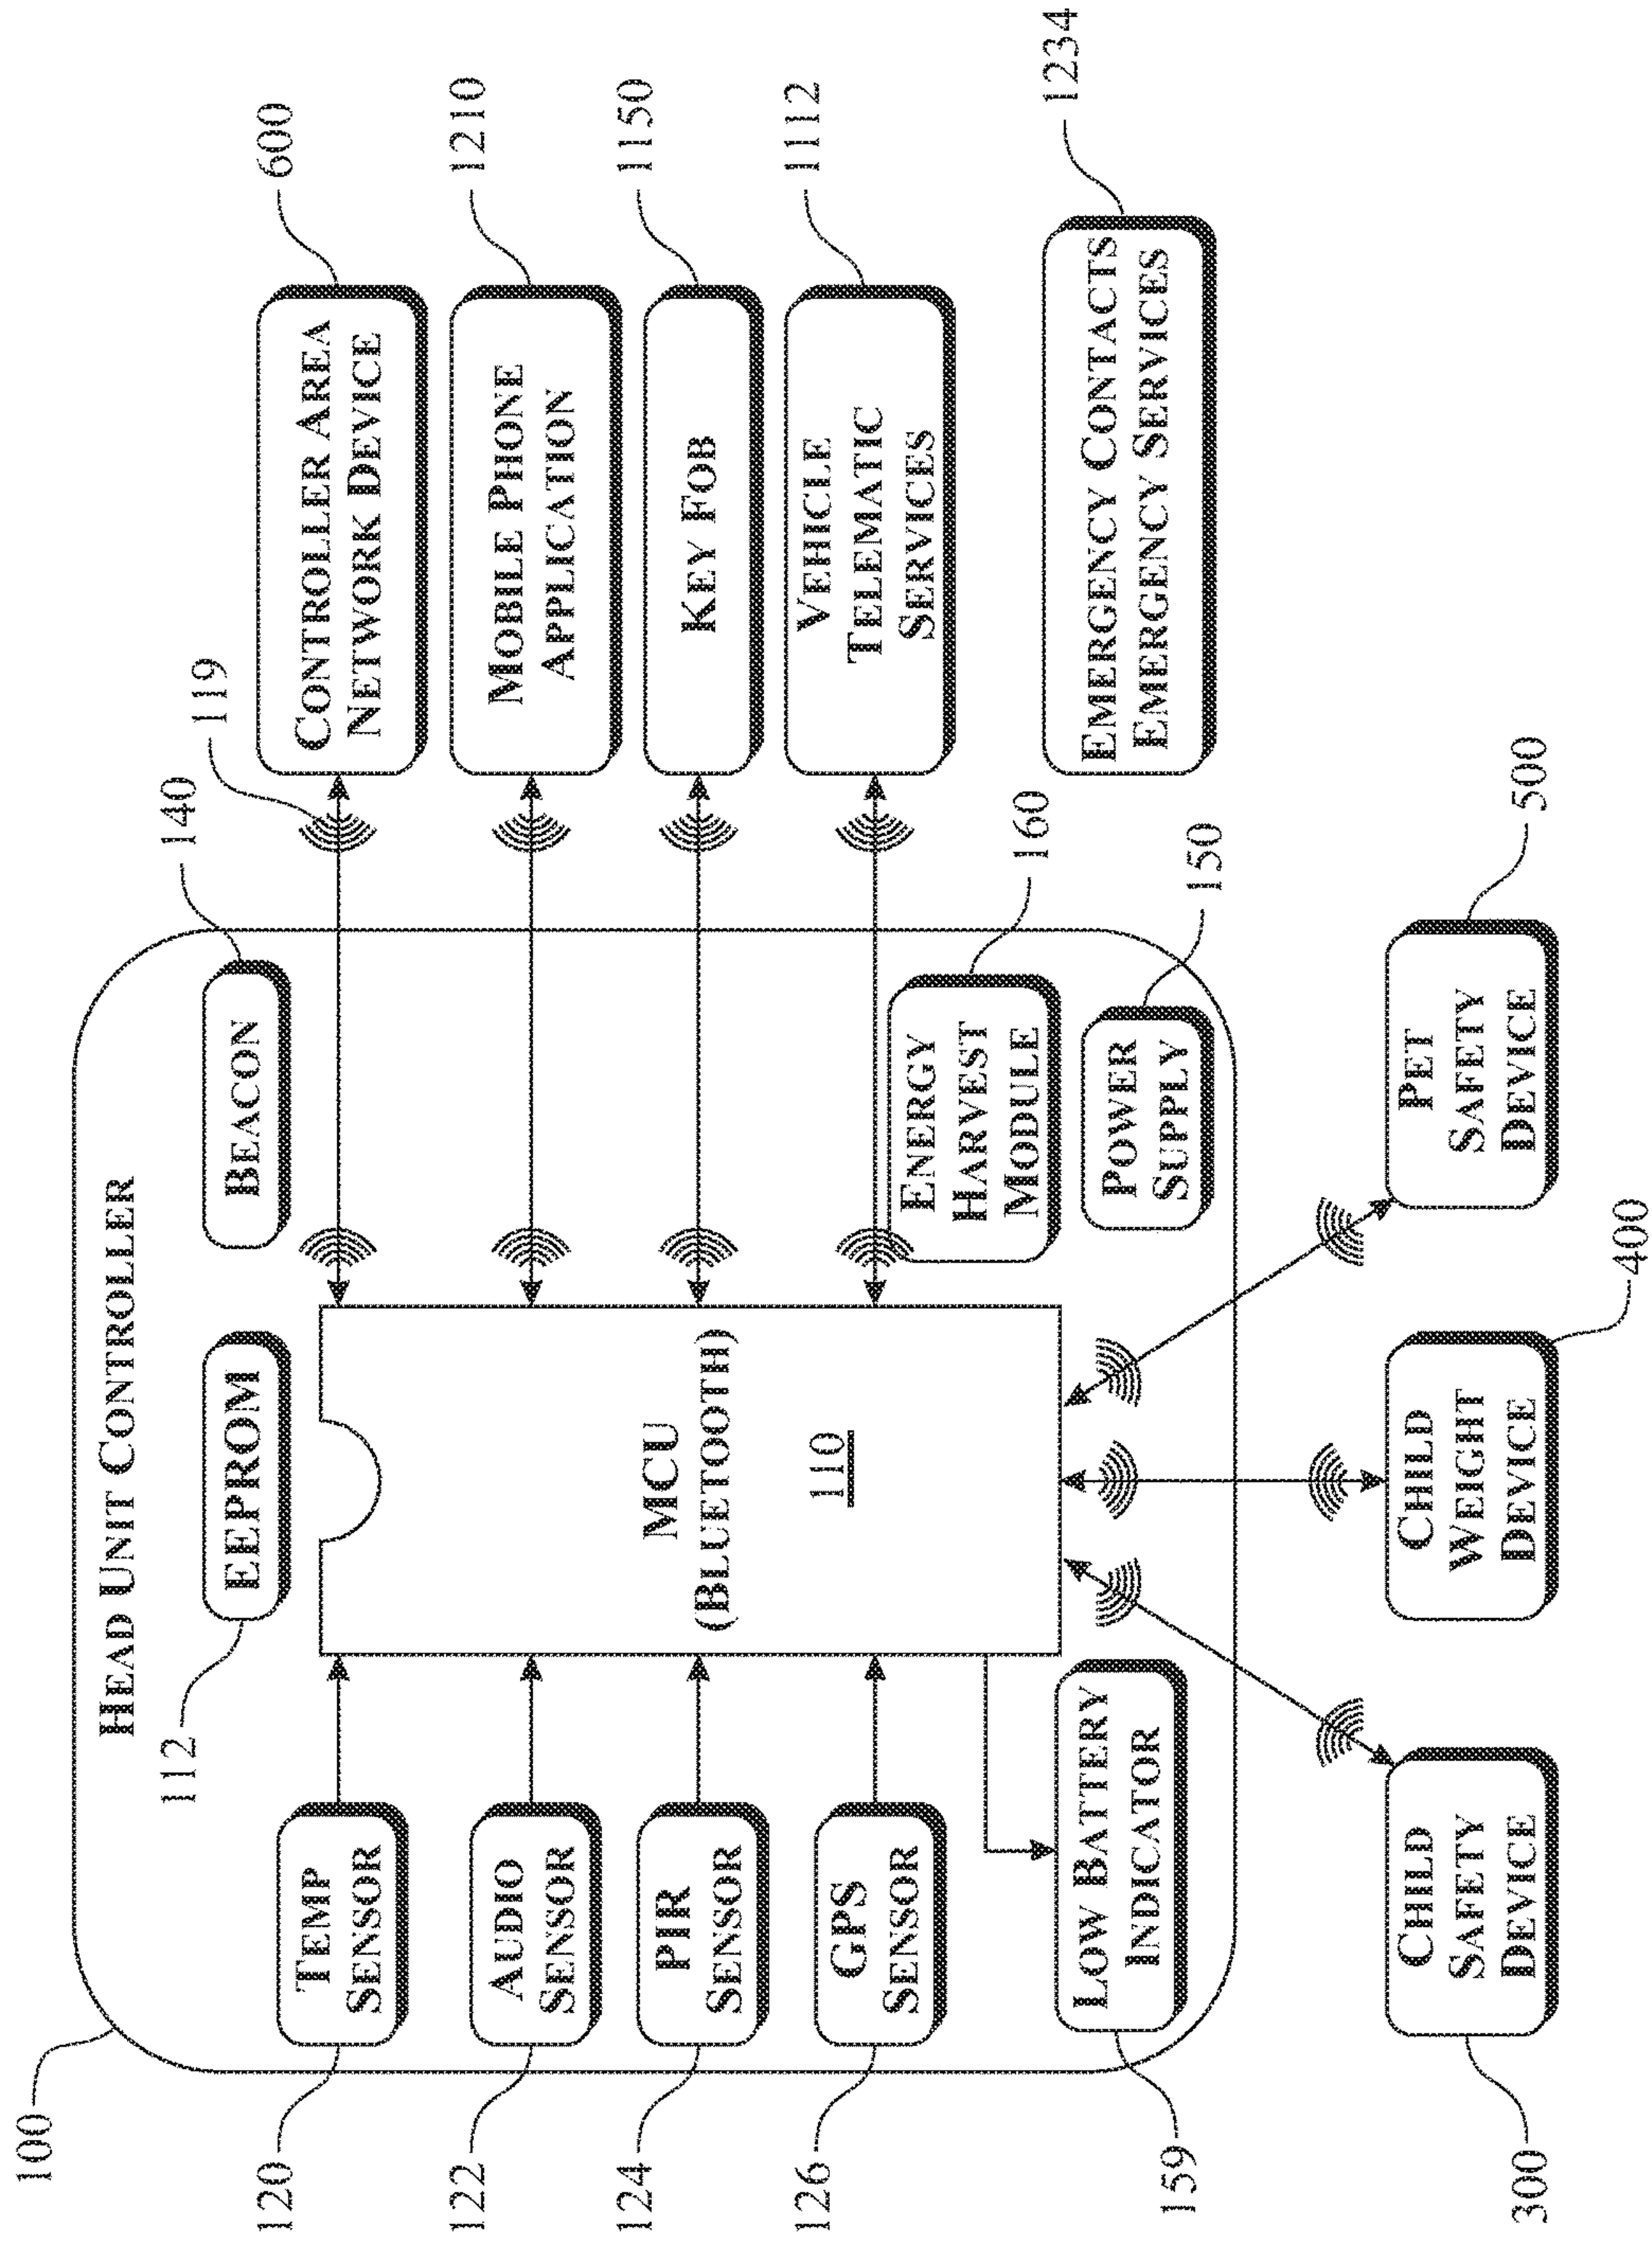 100
HEAD UNIT CONTROLLER
112
EEPROM
BEACON
140
119
120
TEMP
SENSOR
122
AUDIO
SENSOR
124
PIR
SENSOR
126
GPS
SENSOR
MCU
(BLUETOOTH)
110
CONTROLLER AREA
NETWORK DEVICE
600
MOBILE PHONE
APPLICATION
1210
KEY FOB
1150
VEHICLE
TELEMATIC
SERVICES
1112
159
LOW BATTERY
INDICATOR
ENERGY
HARVEST
MODULE
160
POWER
SUPPLY
150
EMERGENCY CONTACTS
EMERGENCY SERVICES
1234
300
CHILD
SAFETY
DEVICE
CHILD
WEIGHT
DEVICE
400
PET
SAFETY
DEVICE
500